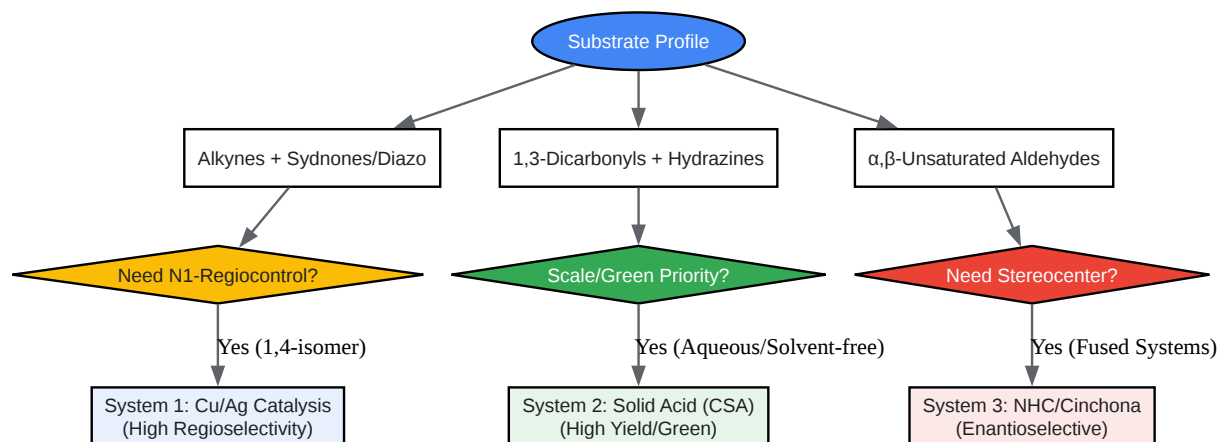 Substrate Profile
Alkynes + Sydnones/Diazo
1,3-Dicarbonyls + Hydrazines
α,β-Unsaturated Aldehydes
Need N1-Regiocontrol?
Scale/Green Priority?
Need Stereocenter?
Yes (1,4-isomer)
Yes (Aqueous/Solvent-free)
Yes (Fused Systems)
System 1: Cu/Ag Catalysis
(High Regioselectivity)
System 2: Solid Acid (CSA)
(High Yield/Green)
System 3: NHC/Cinchona
(Enantioselective)